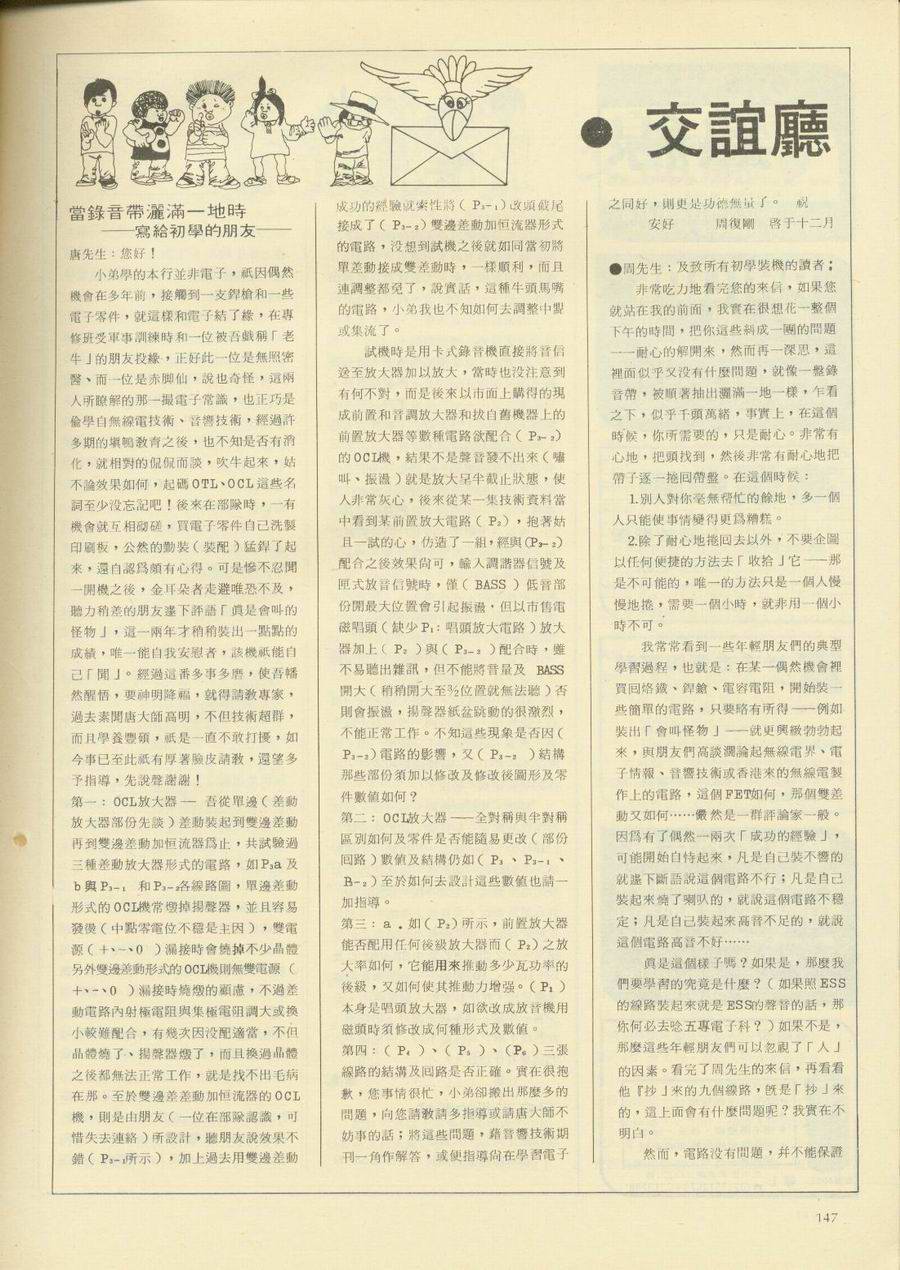 ● 交誼廳
當錄音帶灑滿一地時
——寫給初學的朋友——
唐先生：您好！
小弟學的本行並非電子，祇因偶然
機會在多年前，接觸到一支銲槍和一些
電子零件，就這樣和電子結了緣，在專
修班受軍事訓練時和一位被吾戲稱「老
牛」的朋友投緣，正好此一位是無照密
醫、而一位是赤脚仙，說也奇怪，這兩
人所瞭解的那一撮電子常識，也正巧是
偷學自無線電技術、音響技術，經過許
多期的塡鴨教育之後，也不知是否有消
化，就相對的侃侃而談，吹牛起來，姑
不論效果如何，起碼OTL、OCL這些名
詞至少没忘記吧！後來在部隊時，一有
機會就互相砌磋，買電子零件自己洗製
印刷板，公然的勤裝（裝配）猛銲了起
來，還自認爲頗有心得。可是慘不忍聞
一開機之後，金耳朵者走避唯恐不及，
聽力稍差的朋友遂下評語「眞是會叫的
怪物」，這一兩年才稍稍裝出一點點的
成績，唯一能自我安慰者，該機祇能自
己「聞」。經過這番多事多磨，使吾幡
然醒悟，要神明降福，就得請教專家，
過去素聞唐大師高明，不但技術超群，
而且學養豐碩，祇是一直不敢打擾，如
今事已至此祇有厚著臉皮請教，還望多
予指導，先說聲謝謝！
第一：OCL放大器—吾從單邊（差動
放大器部份先談）差動裝起到雙邊差動
再到雙邊差動加恒流器爲止，共試驗過
三種差動放大器形式的電路，如P₃a及
b與P₃₋₁ 和P₃₋₂各線路圖，單邊差動
形式的OCL機常燬掉揚聲器，並且容易
發燙（中點零電位不穩是主因），雙電
源（＋、－、0）漏接時會燒掉不少晶體
另外雙邊差動形式的OCL機則無雙電源（
＋、－、0）漏接時燒燬的顧慮，不過差
動電路內射極電阻與集極電阻調大或換
小較難配合，有幾次因没配適當，不但
晶體燒了、揚聲器燬了，而且換過晶體
之後都無法正常工作，就是找不出毛病
在那。至於雙邊差動加恒流器的OCL
機，則是由朋友（一位在部隊認識，可
惜失去連絡）所設計，聽朋友說效果不
錯（P₃₋₁所示），加上過去用雙邊差動
成功的經驗就索性將（P₃₋₁）改頭截尾
接成了（P₃₋₂）雙邊差動加恒流器形式
的電路，没想到試機之後就如同當初將
單差動接成雙差動時，一樣順利，而且
連調整都免了，說實話，這種牛頭馬嘴
的電路，小弟我也不知如何去調整中點
或集流了。
試機時是用卡式錄音機直接將音信
送至放大器加以放大，當時也没注意到
有何不對，而是後來以市面上購得的現
成前置和音調放大器和拔自舊機器上的
前置放大器等數種電路欲配合（P₃₋₂）
的OCL機，結果不是聲音發不出來（嘯
叫、振盪）就是放大呈半截止狀態，使
人非常灰心，後來從某一集技術資料當
中看到某前置放大電路（P₂），抱著姑
且一試的心，仿造了一組，經與(P₃₋₂)
配合之後效果尙可，輸入調諧器信號及
匣式放音信號時，僅（BASS）低音部
份開最大位置會引起振盪，但以市售電
磁唱頭（缺少P₁：唱頭放大電路）放大
器加上（P₂）與（P₃₋₂）配合時，雖
不易聽出雜訊，但不能將音量及 BASS
開大（稍稍開大至½位置就無法聽）否
則會振盪，揚聲器紙盆跳動的很激烈，
不能正常工作。不知這些現象是否因（
P₃₋₂）電路的影響，又（P₃₋₂ ）結構
那些部份須加以修改及修改後圖形及零
件數値如何？
第二：OCL放大器——全對稱與半對稱
區別如何及零件是否能隨易更改（部份
回路）數値及結構仍如（P₃、P₃₋₁、
B₋₂）至於如何去設計這些數値也請一
加指導。
第三：a．如（P₂）所示，前置放大器
能否配用任何後級放大器而（P₂）之放
大率如何，它能用來推動多少瓦功率的
後級，又如何使其推動力增强。（P₁）
本身是唱頭放大器，如欲改成放音機用
磁頭時須修改成何種形式及數値。
第四：（P₄）、（P₅）、（P₆）三張
線路的結構及回路是否正確。實在很抱
歉，您事情很忙，小弟卻搬出那麼多的
問題，向您請敎請多指導或請唐大師不
妨事的話；將這些問題，藉音響技術期
刊一角作解答，或便指導尙在學習電子
之同好，則更是功德無量了。 祝
安好 周復剛 啓于十二月
●周先生：及致所有初學裝機的讀者；
非常吃力地看完您的來信，如果您
就站在我的前面，我實在很想花一整個
下午的時間，把你這些糾成一團的問題
一一耐心的解開來，然而再一深思，這
裡面似乎又沒有什麼問題，就像一盤錄
音帶，被順著抽出灑滿一地一樣，乍看
之下，似乎千頭萬緒，事實上，在這個
時候，你所需要的，只是耐心。非常有
心地，把頭找到，然後非常有耐心地把
帶子逐一捲回帶盤。在這個時候：
1.別人對你毫無幫忙的餘地，多一個
人只能使事情變得更爲糟糕。
2.除了耐心地捲回去以外，不要企圖
以任何便捷的方法去「收拾」它——那
是不可能的，唯一的方法只是一個人慢
慢地捲，需要一個小時，就非用一個小
時不可。
我常常看到一些年輕朋友們的典型
學習過程，也就是：在某一偶然機會裡
買回烙鐵、銲鎗、電容電阻，開始裝一
些簡單的電路，只要略有所得——例如
裝出「會叫怪物」——就更興緻勃勃起
來，與朋友們高談濶論起無線電界、電
子情報、音響技術或香港來的無線電製
作上的電路，這個FET如何，那個雙差
動又如何……儼然是一群評論家一般。
因爲有了偶然一兩次「成功的經驗」，
可能開始自恃起來，凡是自己裝不響的
就遂下斷語說這個電路不行；凡是自己
裝起來燒了喇叭的，就說這個電路不穩
定；凡是自己裝起來高音不足的，就說
這個電路高音不好……
眞是這個樣子嗎？如果是，那麼我
們要學習的究竟是什麼？（如果照ESS
的線路裝起來就是ESS的聲音的話，那
你何必去唸五專電子科？）如果不是，
那麼這些年輕朋友們可以忽視了「人」
的因素。看完了周先生的來信，再看看
他『抄』來的九個線路，旣是「抄」來
的，這上面會有什麼問題呢？我實在不
明白。
然而，電路没有問題，幷不能保證
147